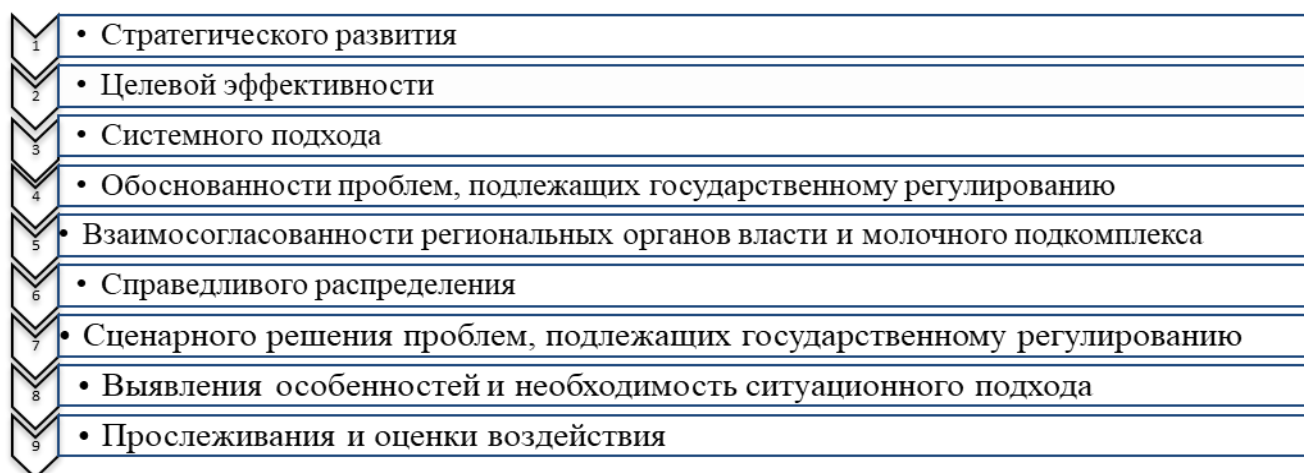 1 • Стратегического развития
2 • Целевой эффективности
3 • Системного подхода
4 • Обоснованности проблем, подлежащих государственному регулированию
5 • Взаимосогласованности региональных органов власти и молочного подкомплекса
6 • Справедливого распределения
7 • Сценарного решения проблем, подлежащих государственному регулированию
8 • Выявления особенностей и необходимость ситуационного подхода
9 • Прослеживания и оценки воздействия